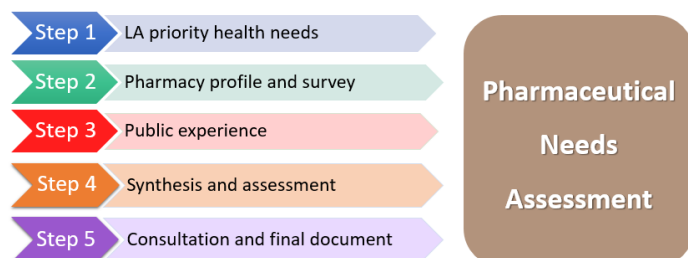 Step 1 LA priority health needs
Step 2 Pharmacy profile and survey
Step 3 Public experience
Step 4 Synthesis and assessment
Step 5 Consultation and final document
Pharmaceutical
Needs
Assessment